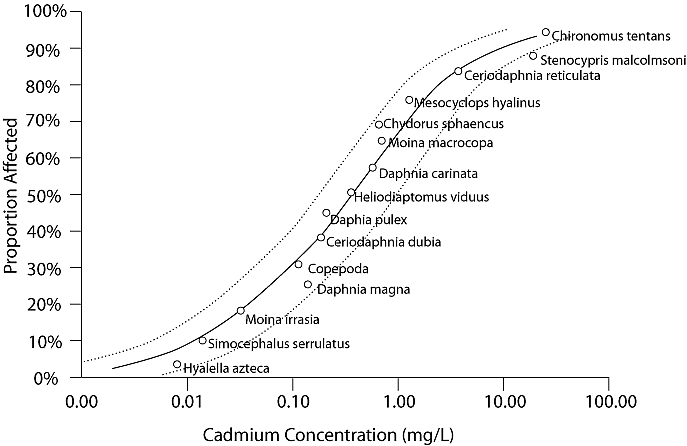 100%
90%
80%
70%
60%
50%
40%
30%
20%
10%
0%
Proportion Affected
Chironomus tentans
Stenocypris malcolmsoni
Ceriodaphnia reticulata
Mesocyclops hyalinus
Chydorus sphaencus
Moina macrocopa
Daphnia carinata
Heliodiaptomus viduus
Daphia pulex
Ceriodaphnia dubia
Copepoda
Daphnia magna
Moina irrasia
Simocephalus serrulatus
Hyalella azteca
0.00 0.01 0.10 1.00 10.00 100.00
Cadmium Concentration (mg/L)